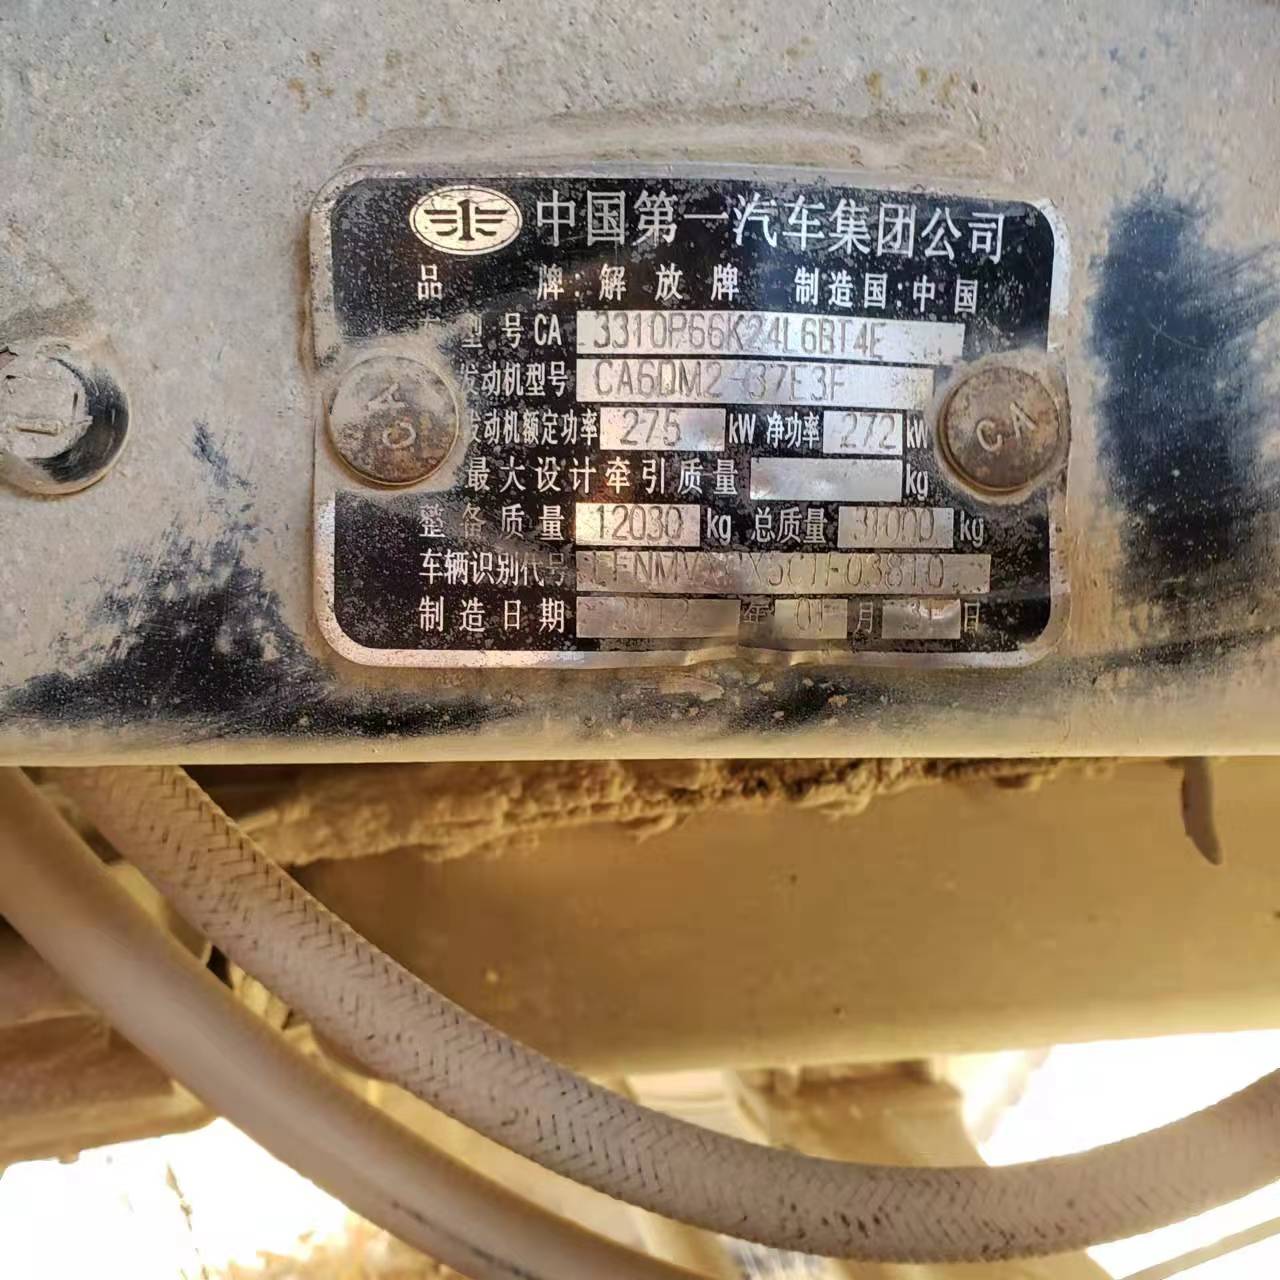 中国第一汽车集团公司
品 牌:解 放 牌 制造国:中 国
型 号 CA 3310P66K24L6BT4E
发动机型号 CA6DM2-37E3F
发动机额定功率 275 kW 净功率 272 kW
最大设计牵引质量 kg
整 备 质 量 12030 kg 总质量 31000 kg
车辆识别代号
制 造 日 期 2012 年 01 月 日
CA
CA